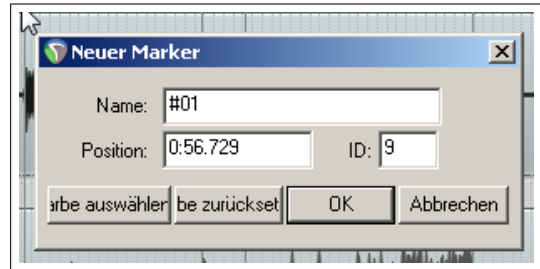 Neuer Marker
Name: #01
Position: 0:56.729 ID: 9
arbe auswähler be zurückset OK Abbrechen